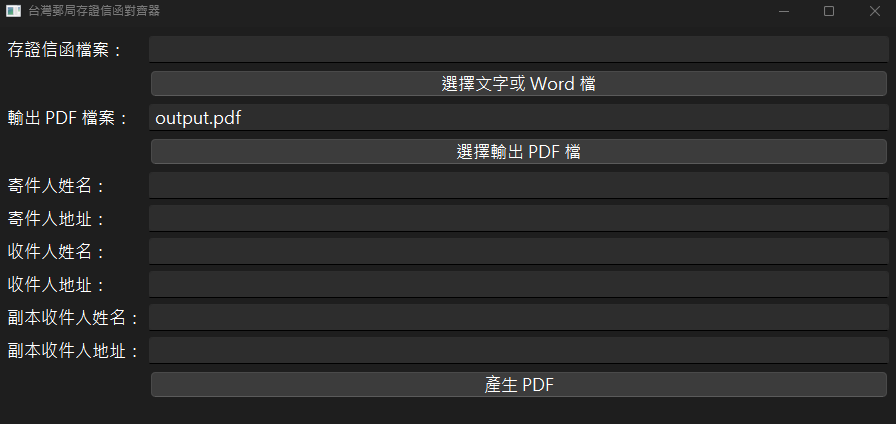 台灣郵局存證信函對齊器
存證信函檔案：
選擇文字或 Word 檔
輸出 PDF 檔案： output.pdf
選擇輸出 PDF 檔
寄件人姓名：
寄件人地址：
收件人姓名：
收件人地址：
副本收件人姓名：
副本收件人地址：
產生 PDF